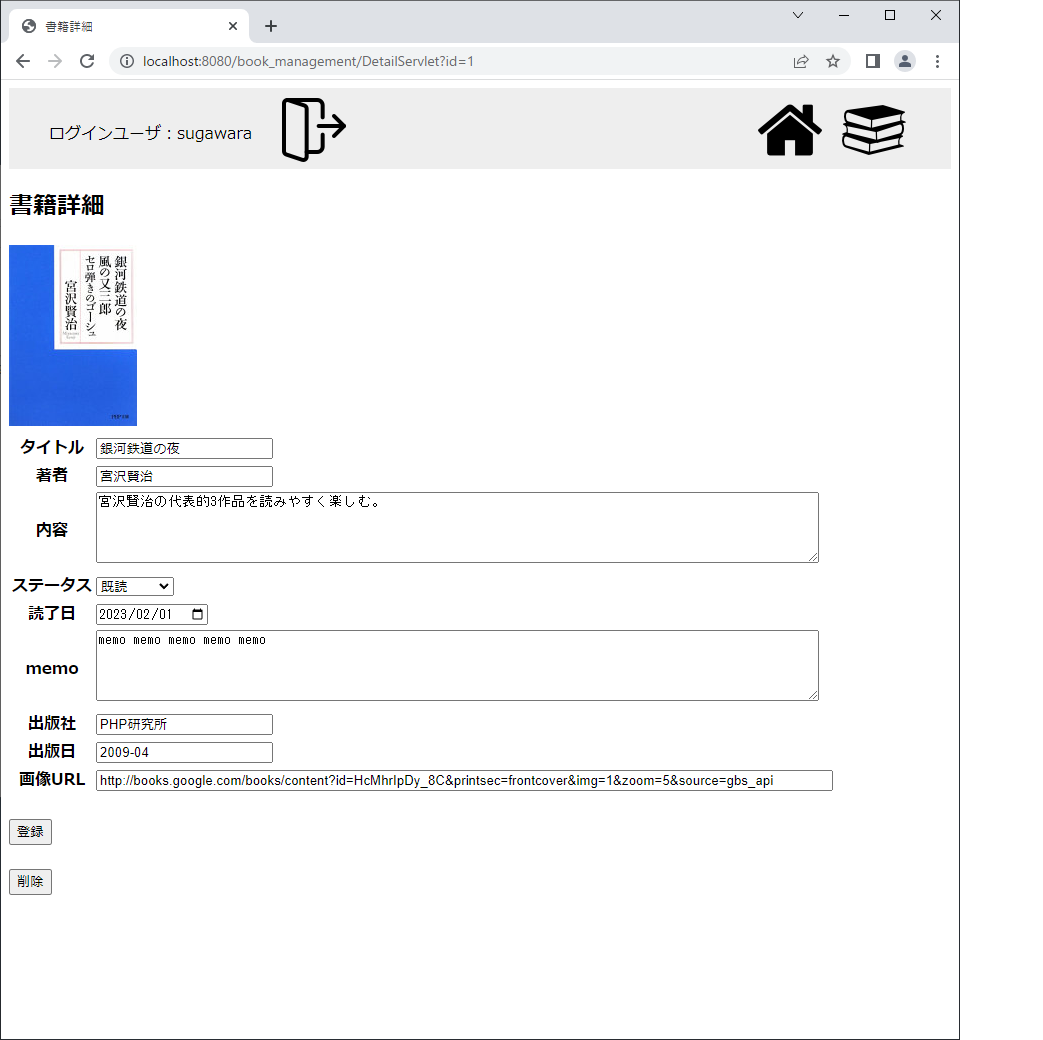 書籍詳細
localhost:8080/book_management/DetailServlet?id=1
ログインユーザ：sugawara
書籍詳細
銀河鉄道の夜
風の又三郎
セロ弾きのゴーシュ
宮沢賢治
タイトル 銀河鉄道の夜
著者 宮沢賢治
内容 宮沢賢治の代表的3作品を読みやすく楽しむ。
ステータス 既読
読了日 2023/02/01
memo memo memo memo memo memo
出版社 PHP研究所
出版日 2009-04
画像URL http://books.google.com/books/content?id=HcMhrIpDy_8C&printsec=frontcover&img=1&zoom=5&source=gbs_api
登録
削除